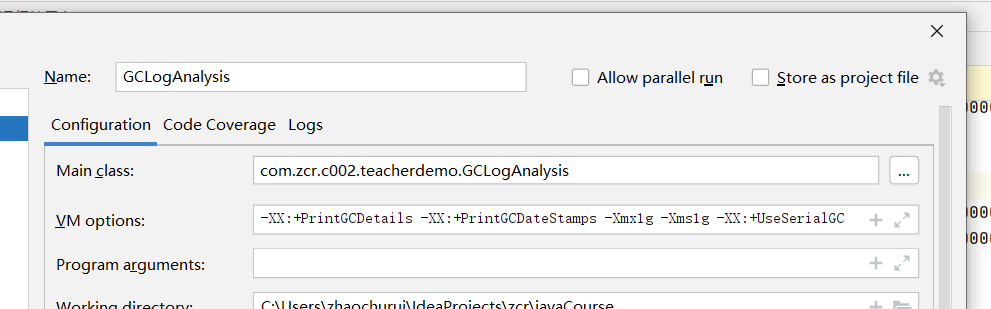 Name: GCLogAnalysis Allow parallel run Store as project file
Configuration Code Coverage Logs
Main class: com.zcr.c002.teacherdemo.GCLogAnalysis ...
VM options: -XX:+PrintGCDetails -XX:+PrintGCDateStamps -Xmx1g -Xms1g -XX:+UseSerialGC
Program arguments:
Working directory: C:\Users\zhaochurui\IdeaProjects\zcr\javaCourse